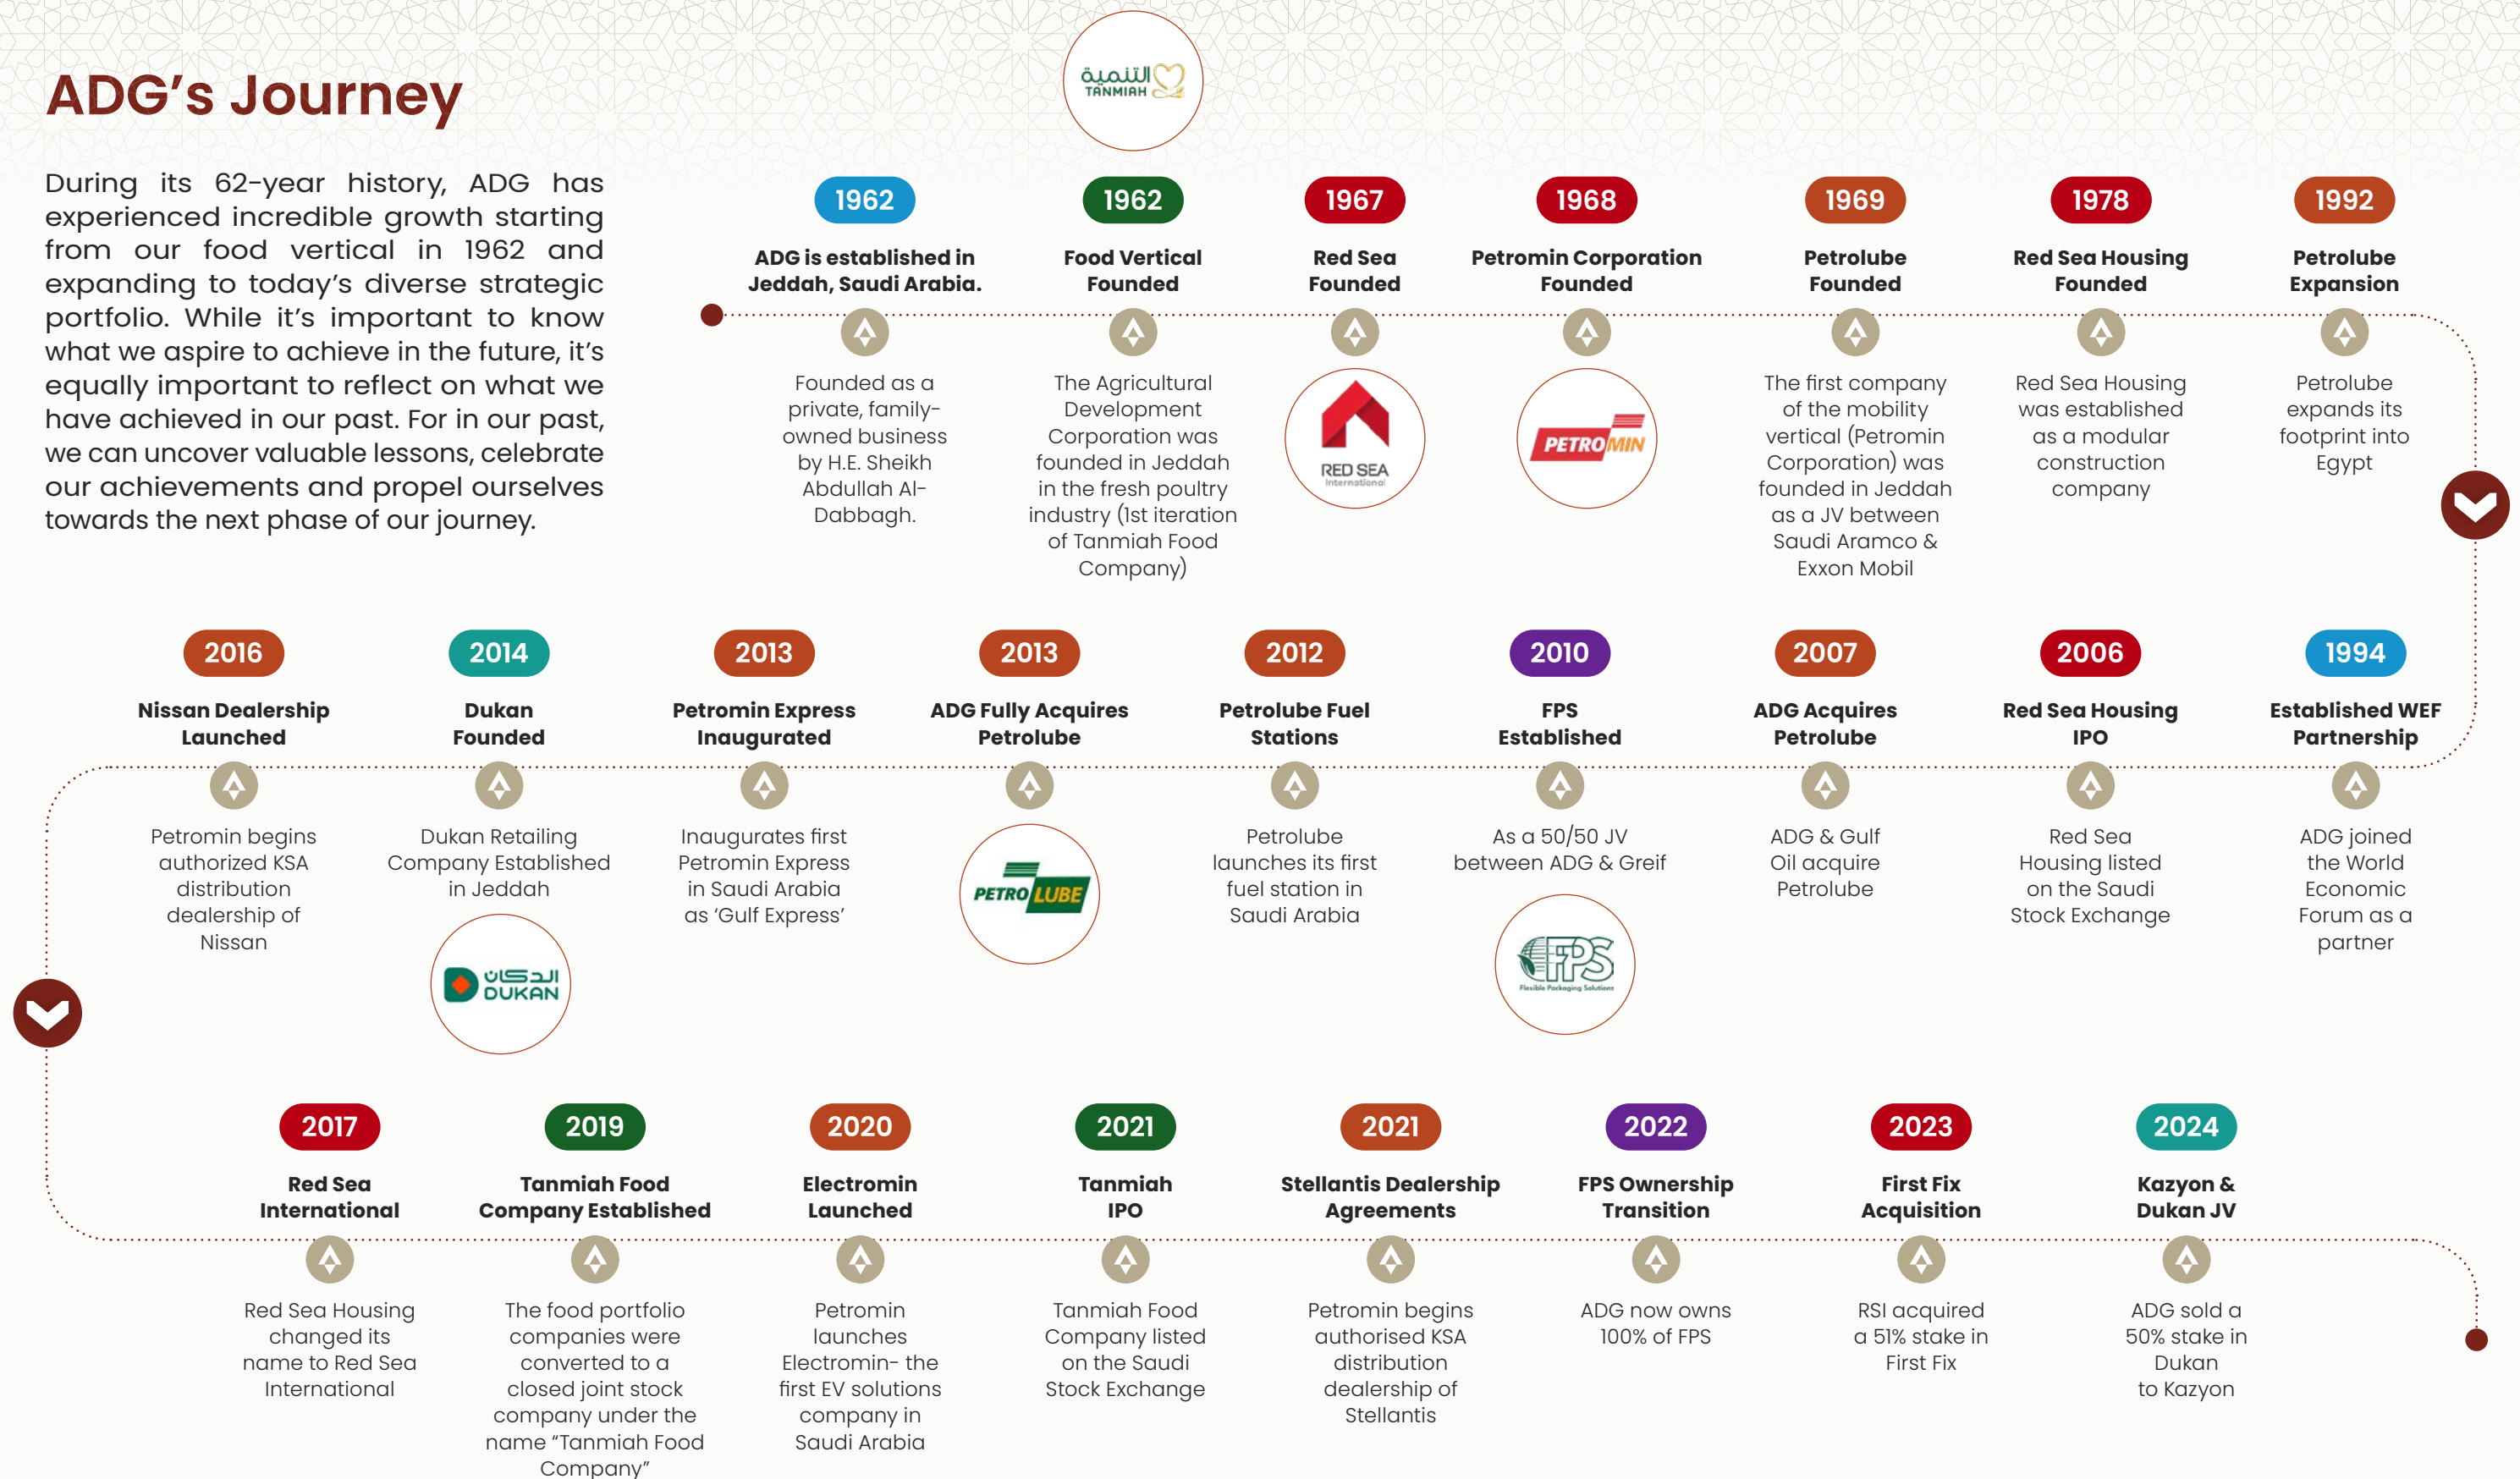 ADG's Journey
During its 62-year history, ADG has
experienced incredible growth starting
from our food vertical in 1962 and
expanding to today's diverse strategic
portfolio. While it's important to know
what we aspire to achieve in the future, it's
equally important to reflect on what we
have achieved in our past. For in our past,
we can uncover valuable lessons, celebrate
our achievements and propel ourselves
towards the next phase of our journey.
1962
ADG is established in
Jeddah, Saudi Arabia.
Founded as a
private, family-
owned business
by H.E. Sheikh
Abdullah Al-
Dabbagh.
التنمية
TANMIAH
1962
Food Vertical
Founded
The Agricultural
Development
Corporation was
founded in Jeddah
in the fresh poultry
industry (1st iteration
of Tanmiah Food
Company)
1967
Red Sea
Founded
RED SEA
International
1968
Petromin Corporation
Founded
PETROMIN
1969
Petrolube
Founded
The first company
of the mobility
vertical (Petromin
Corporation) was
founded in Jeddah
as a JV between
Saudi Aramco &
Exxon Mobil
1978
Red Sea Housing
Founded
Red Sea Housing
was established
as a modular
construction
company
1992
Petrolube
Expansion
Petrolube
expands its
footprint into
Egypt
1994
Established WEF
Partnership
ADG joined
the World
Economic
Forum as a
partner
2006
Red Sea Housing
IPO
Red Sea
Housing listed
on the Saudi
Stock Exchange
2007
ADG Acquires
Petrolube
ADG & Gulf
Oil acquire
Petrolube
2010
FPS
Established
As a 50/50 JV
between ADG & Greif
FPS
Flexible Packaging Solutions
2012
Petrolube Fuel
Stations
Petrolube
launches its first
fuel station in
Saudi Arabia
2013
ADG Fully Acquires
Petrolube
PETROLUBE
2013
Petromin Express
Inaugurated
Inaugurates first
Petromin Express
in Saudi Arabia
as 'Gulf Express'
2014
Dukan
Founded
Dukan Retailing
Company Established
in Jeddah
الدكان
DUKAN
2016
Nissan Dealership
Launched
Petromin begins
authorized KSA
distribution
dealership of
Nissan
2017
Red Sea
International
Red Sea Housing
changed its
name to Red Sea
International
2019
Tanmiah Food
Company Established
The food portfolio
companies were
converted to a
closed joint stock
company under the
name “Tanmiah Food
Company”
2020
Electromin
Launched
Petromin
launches
Electromin- the
first EV solutions
company in
Saudi Arabia
2021
Tanmiah
IPO
Tanmiah Food
Company listed
on the Saudi
Stock Exchange
2021
Stellantis Dealership
Agreements
Petromin begins
authorised KSA
distribution
dealership of
Stellantis
2022
FPS Ownership
Transition
ADG now owns
100% of FPS
2023
First Fix
Acquisition
RSI acquired
a 51% stake in
First Fix
2024
Kazyon &
Dukan JV
ADG sold a
50% stake in
Dukan
to Kazyon